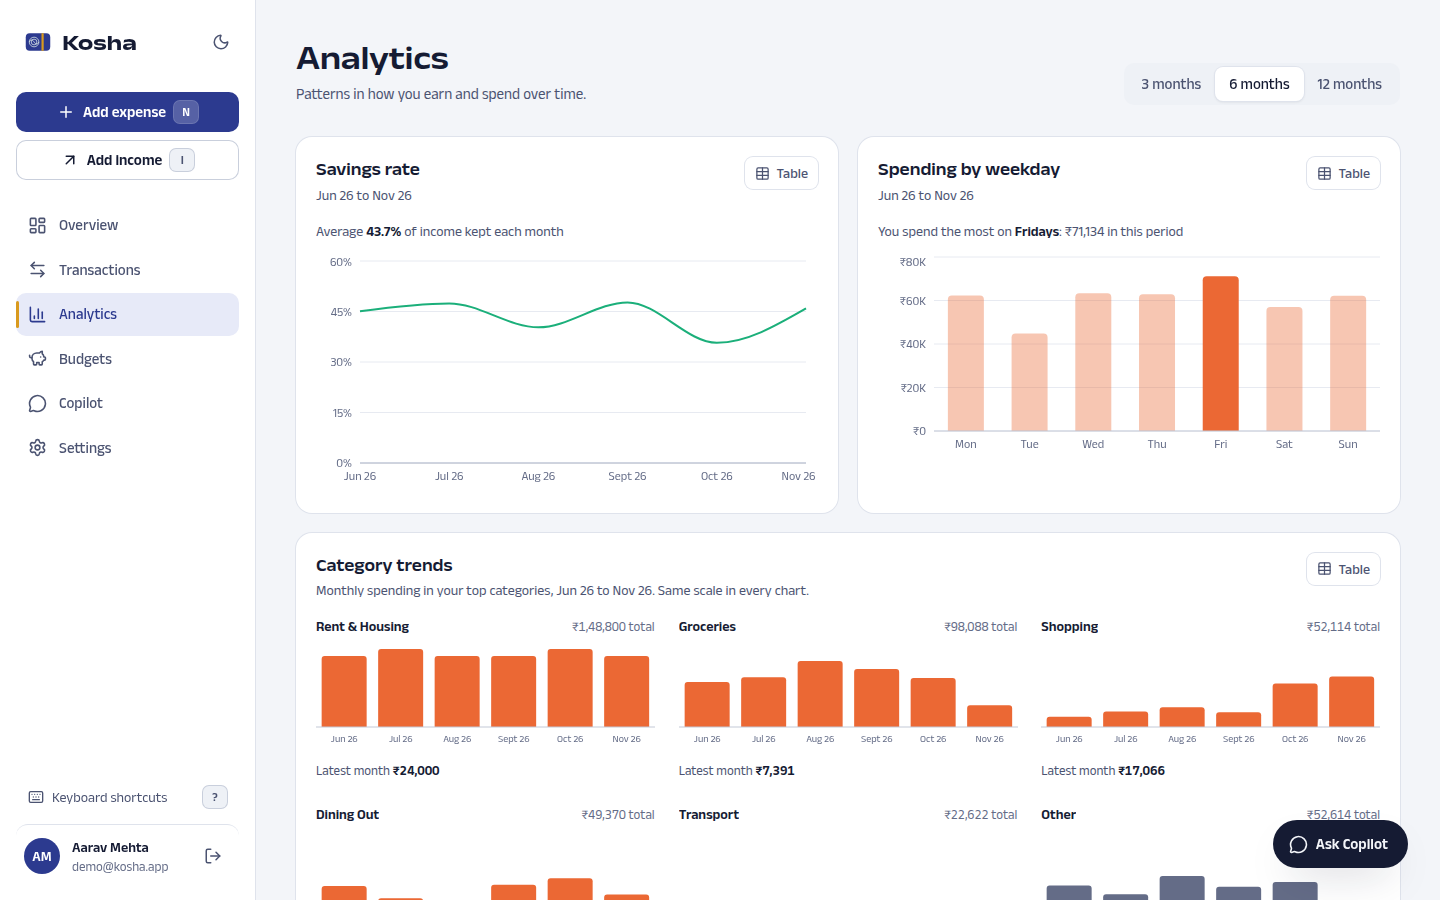 Kosha
Add expense N
Add income I
Overview
Transactions
Analytics
Budgets
Copilot
Settings
Keyboard shortcuts ?
AM
Aarav Mehta
demo@kosha.app
Analytics
Patterns in how you earn and spend over time.
3 months 6 months 12 months
Savings rate
Table
Jun 26 to Nov 26
Average 43.7% of income kept each month
60%
45%
30%
15%
0%
Jun 26 Jul 26 Aug 26 Sept 26 Oct 26 Nov 26
Spending by weekday
Table
Jun 26 to Nov 26
You spend the most on Fridays: ₹71,134 in this period
₹80K
₹60K
₹40K
₹20K
₹0
Mon Tue Wed Thu Fri Sat Sun
Category trends
Table
Monthly spending in your top categories, Jun 26 to Nov 26. Same scale in every chart.
Rent & Housing ₹1,48,800 total
Jun 26 Jul 26 Aug 26 Sept 26 Oct 26 Nov 26
Latest month ₹24,000
Groceries ₹98,088 total
Jun 26 Jul 26 Aug 26 Sept 26 Oct 26 Nov 26
Latest month ₹7,391
Shopping ₹52,114 total
Jun 26 Jul 26 Aug 26 Sept 26 Oct 26 Nov 26
Latest month ₹17,066
Dining Out ₹49,370 total
Transport ₹22,622 total
Other ₹52,614 total
Ask Copilot